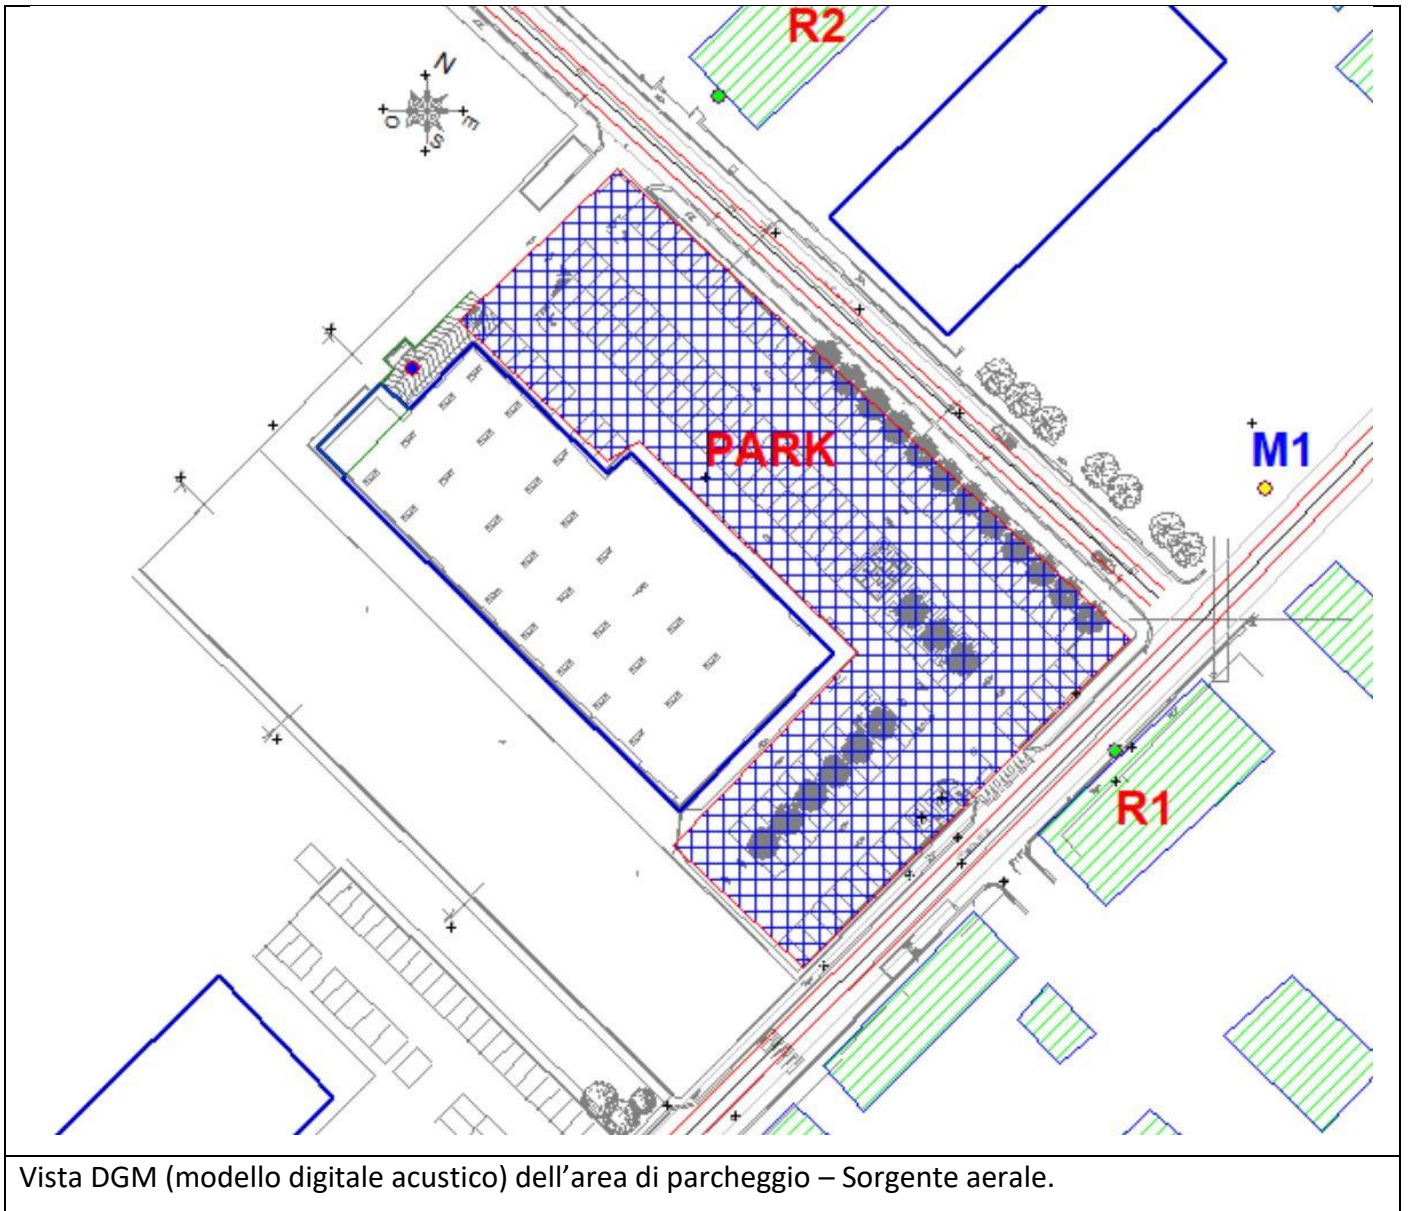 R2
N
O
E
S
PARK
M1
R1
Vista DGM (modello digitale acustico) dell’area di parcheggio – Sorgente aerale.